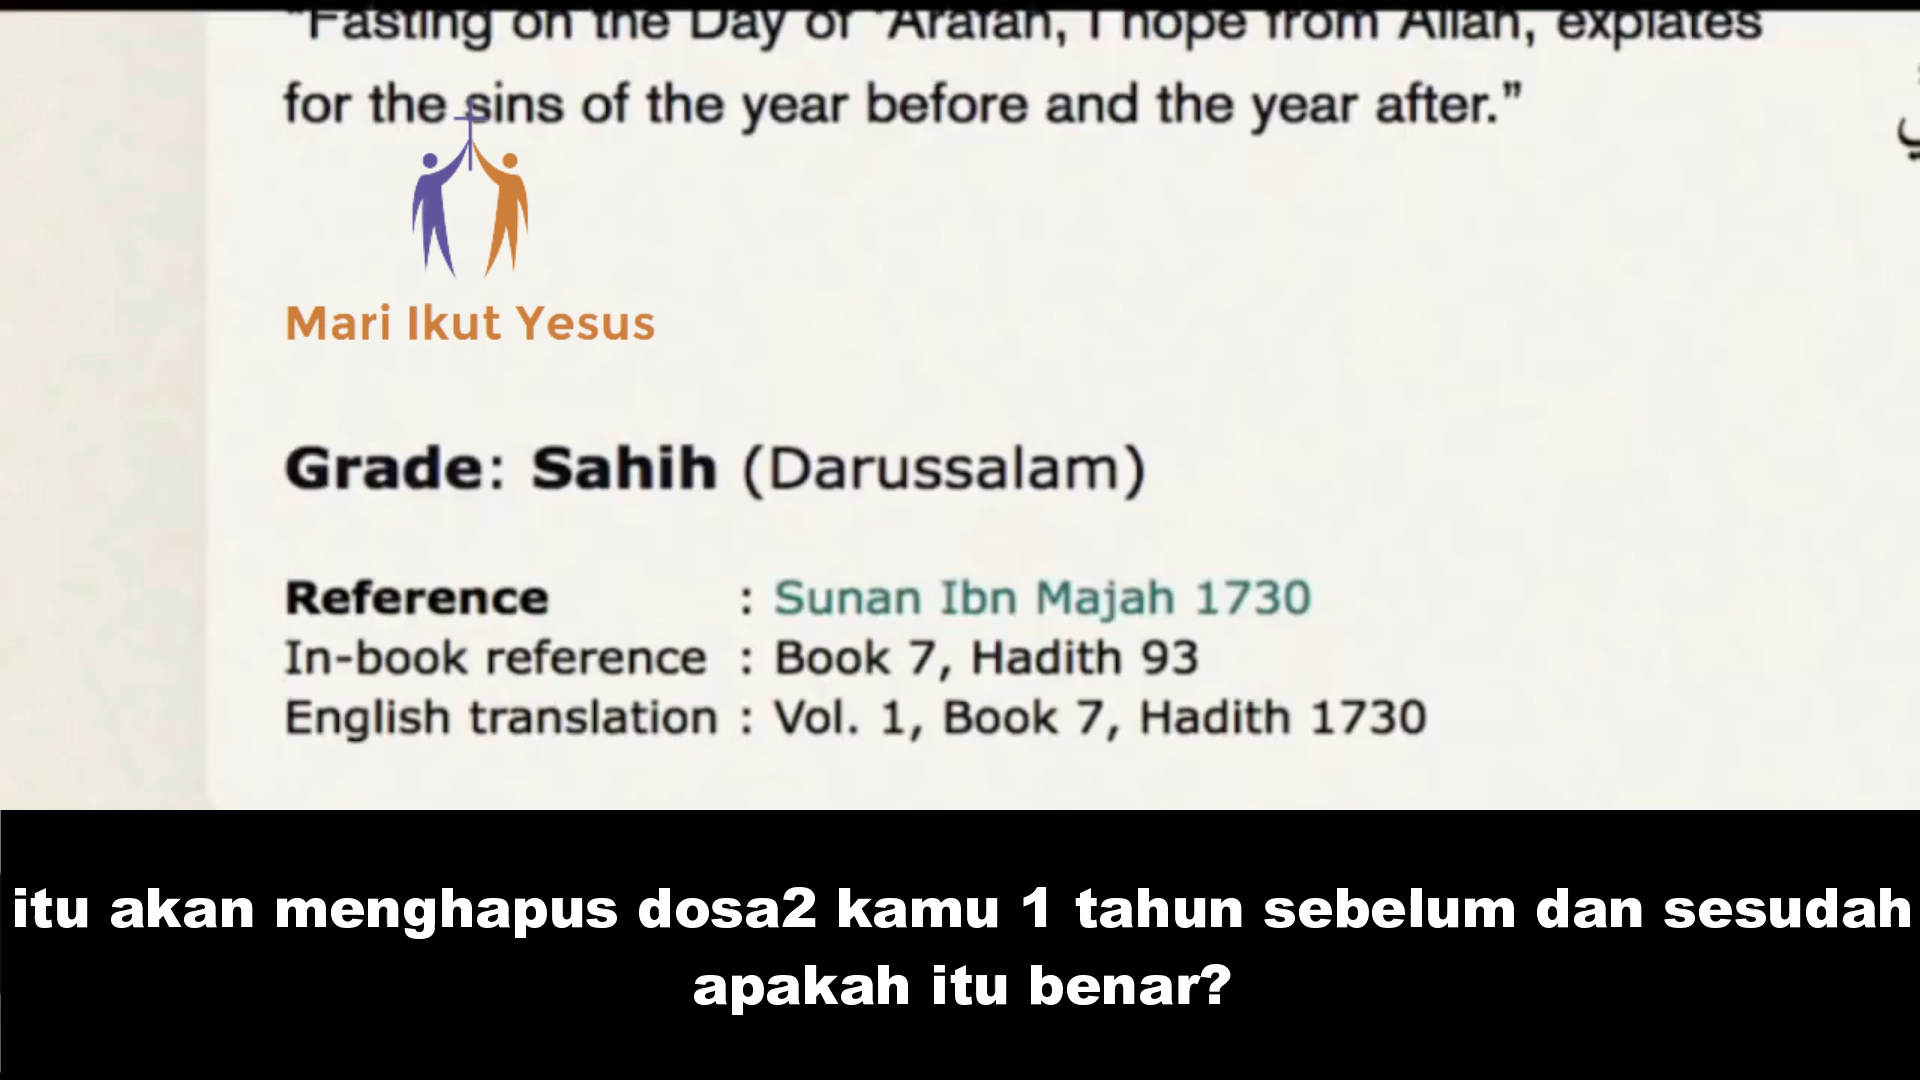 "Fasting on the Day of 'Arafah, I hope from Allah, expiates
for the sins of the year before and the year after.”
Mari Ikut Yesus
Grade: Sahih (Darussalam)
Reference : Sunan Ibn Majah 1730
In-book reference : Book 7, Hadith 93
English translation : Vol. 1, Book 7, Hadith 1730
itu akan menghapus dosa2 kamu 1 tahun sebelum dan sesudah
apakah itu benar?